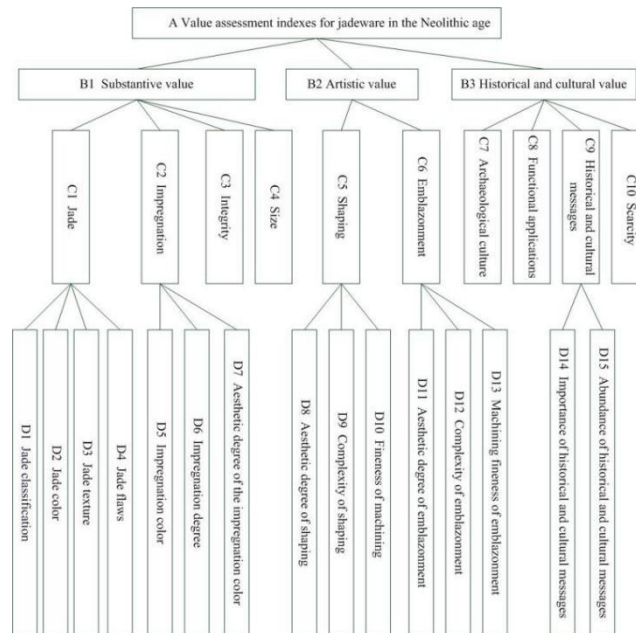 A Value assessment indexes for jadeware in the Neolithic age
B1 Substantive value
B2 Artistic value
B3 Historical and cultural value
C1 Jade
C2 Impregnation
C3 Integrity
C4 Size
C5 Shaping
C6 Emblazonment
C7 Archaeological culture
C8 Functional applications
C9 Historical and cultural
messages
C10 Scarcity
D1 Jade classification
D2 Jade color
D3 Jade texture
D4 Jade flaws
D5 Impregnation color
D6 Impregnation degree
D7 Aesthetic degree of the impregnation color
D8 Aesthetic degree of shaping
D9 Complexity of shaping
D10 Fineness of machining
D11 Aesthetic degree of emblazonment
D12 Complexity of emblazonment
D13 Machining fineness of emblazonment
D14 Importance of historical and cultural messages
D15 Abundance of historical and cultural messages